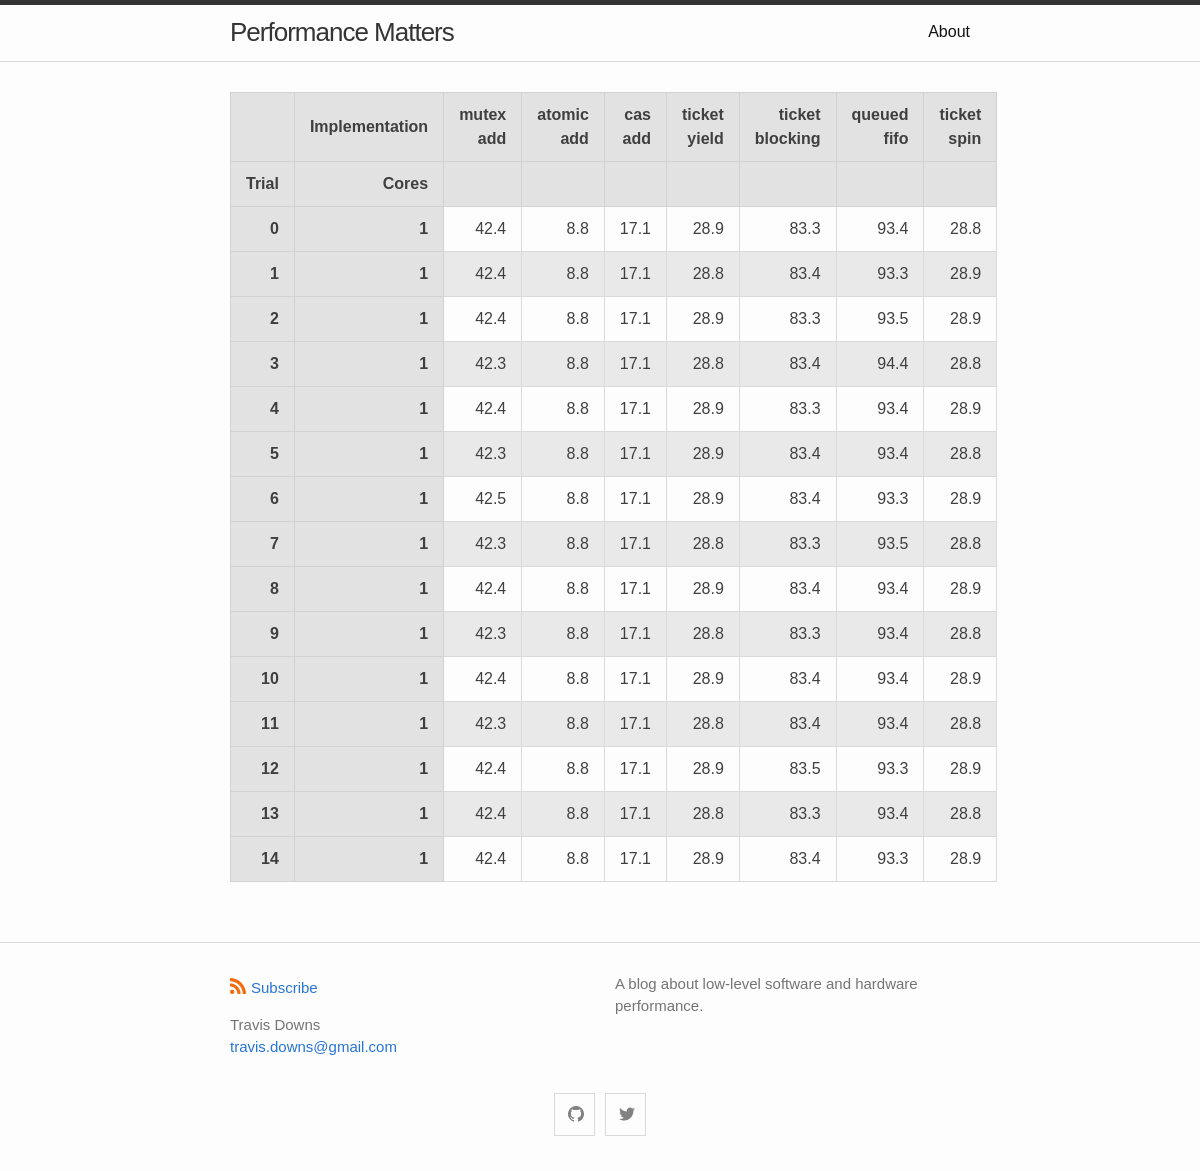 Performance Matters About
Implementation mutex add atomic add cas add ticket yield ticket blocking queued fifo ticket spin
Trial Cores
0 1 42.4 8.8 17.1 28.9 83.3 93.4 28.8
1 1 42.4 8.8 17.1 28.8 83.4 93.3 28.9
2 1 42.4 8.8 17.1 28.9 83.3 93.5 28.9
3 1 42.3 8.8 17.1 28.8 83.4 94.4 28.8
4 1 42.4 8.8 17.1 28.9 83.3 93.4 28.9
5 1 42.3 8.8 17.1 28.9 83.4 93.4 28.8
6 1 42.5 8.8 17.1 28.9 83.4 93.3 28.9
7 1 42.3 8.8 17.1 28.8 83.3 93.5 28.8
8 1 42.4 8.8 17.1 28.9 83.4 93.4 28.9
9 1 42.3 8.8 17.1 28.8 83.3 93.4 28.8
10 1 42.4 8.8 17.1 28.9 83.4 93.4 28.9
11 1 42.3 8.8 17.1 28.8 83.4 93.4 28.8
12 1 42.4 8.8 17.1 28.9 83.5 93.3 28.9
13 1 42.4 8.8 17.1 28.8 83.3 93.4 28.8
14 1 42.4 8.8 17.1 28.9 83.4 93.3 28.9
Subscribe
Travis Downs
travis.downs@gmail.com
A blog about low-level software and hardware
performance.